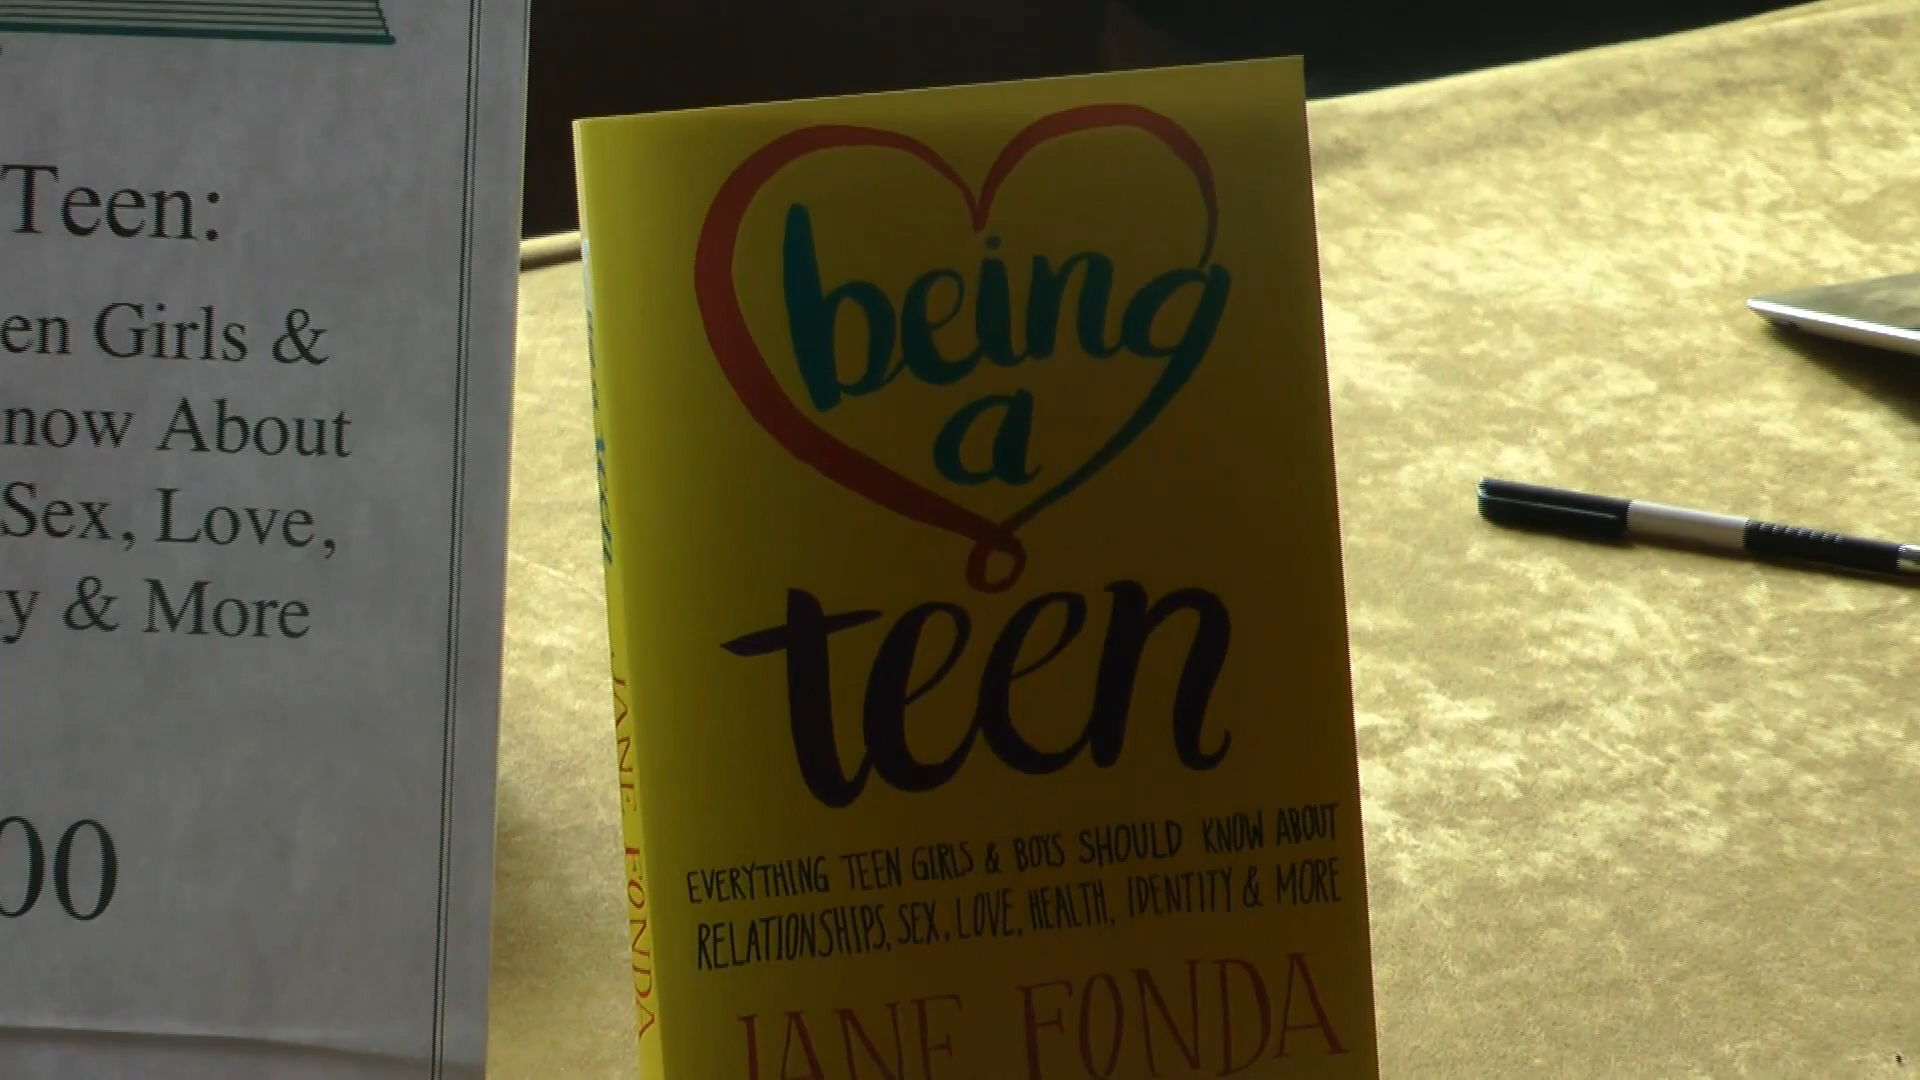 Teen:
en Girls &
now About
Sex, Love,
y & More
00
being
a
teen
EVERYTHING TEEN GIRLS & BOYS SHOULD KNOW ABOUT
RELATIONSHIPS, SEX, LOVE, HEALTH, IDENTITY & MORE
JANE FONDA
JANE FONDA